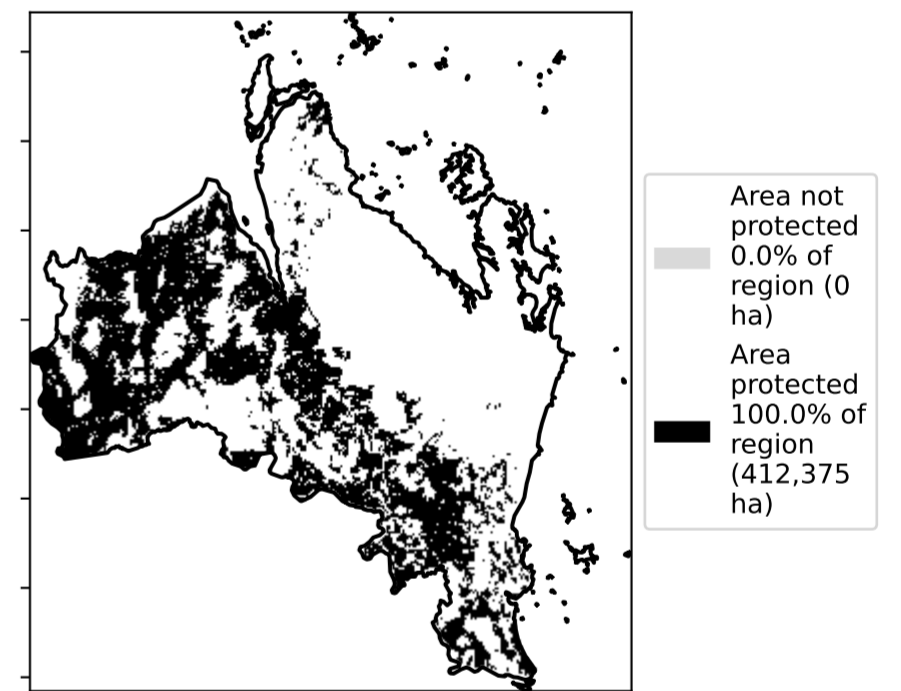 Area not
protected
0.0% of
region (0
ha)
Area
protected
100.0% of
region
(412,375
ha)